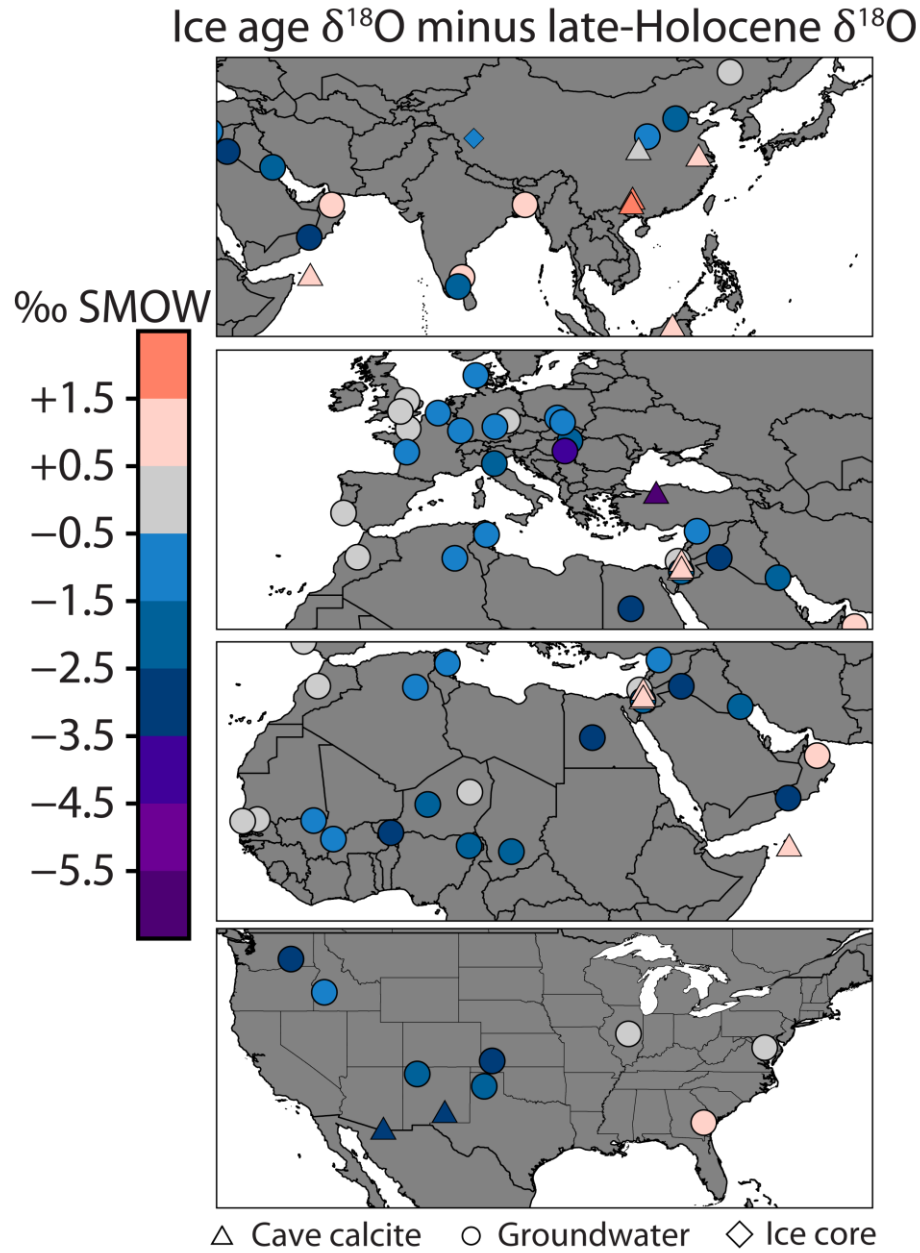 Ice age δ¹⁸O minus late-Holocene δ¹⁸O
‰ SMOW
+1.5
+0.5
−0.5
−1.5
−2.5
−3.5
−4.5
−5.5
△ Cave calcite ○ Groundwater ◇ Ice core